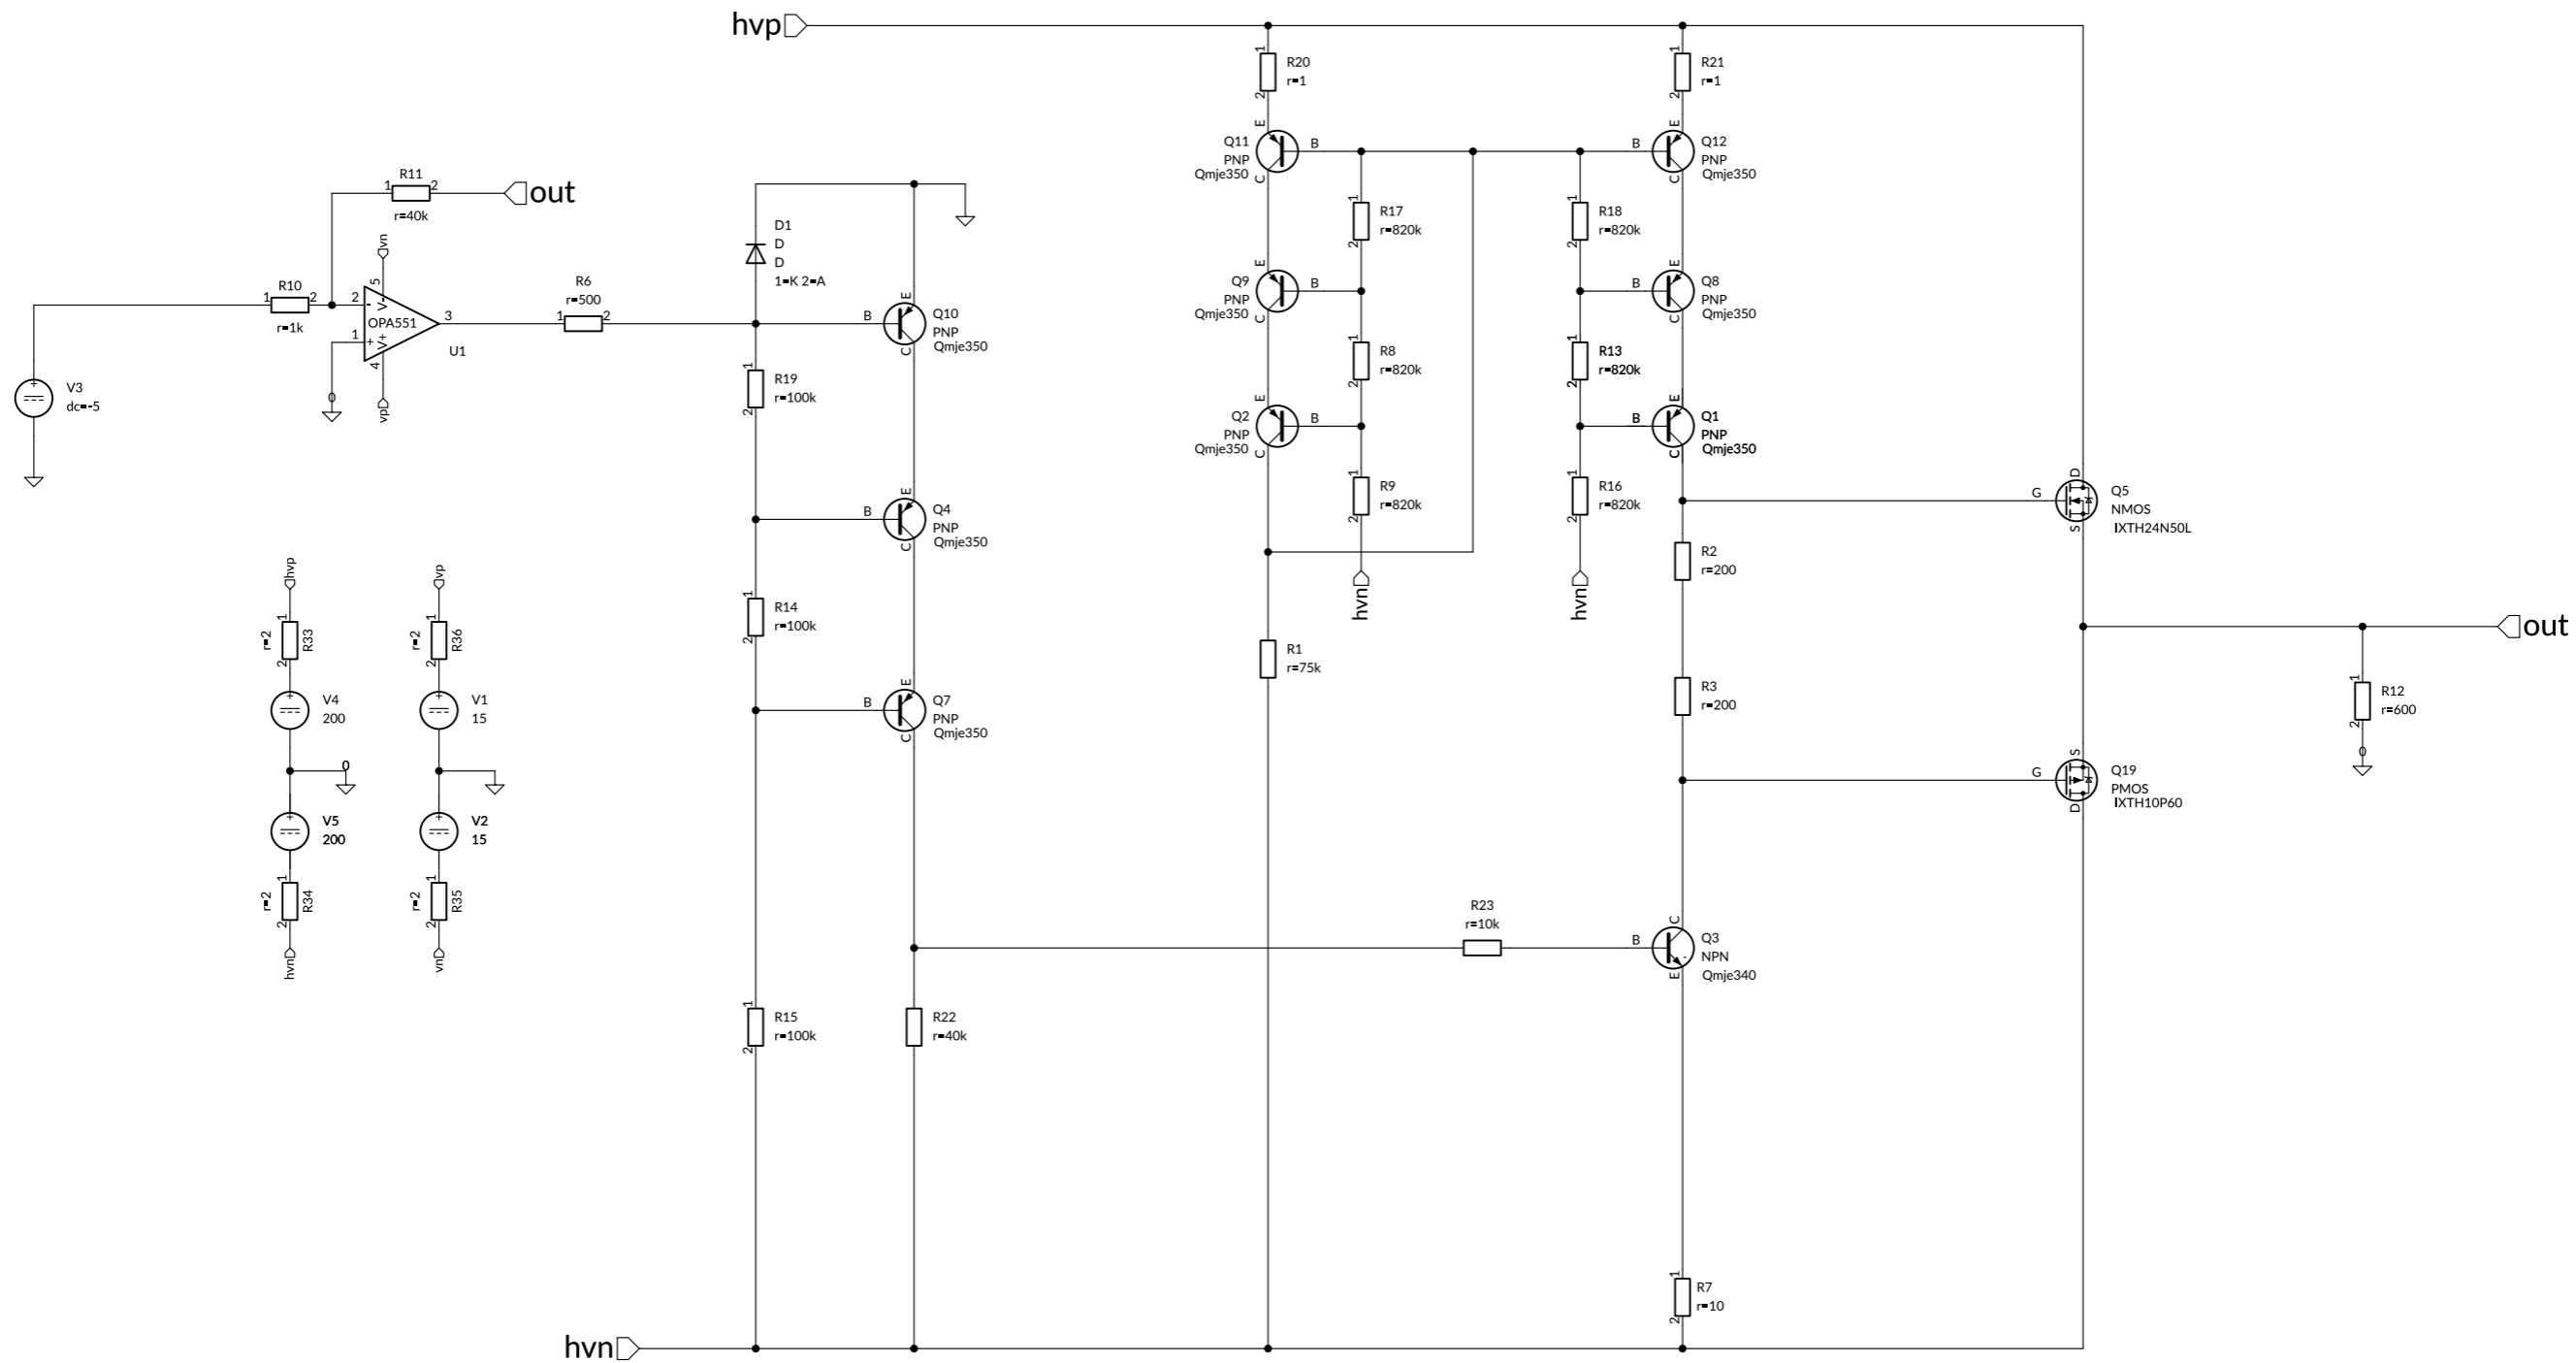 hvp
R20
r=1
R21
r=1
Q11
PNP
Qmje350
Q12
PNP
Qmje350
R11
r=40k
out
R17
r=820k
R18
r=820k
D1
D
D
1=K 2=A
R10
r=1k
vn
vp
OPA551
U1
R6
r=500
Q10
PNP
Qmje350
Q9
PNP
Qmje350
Q8
PNP
Qmje350
V3
dc=-5
0
R19
r=100k
R8
r=820k
R13
r=820k
Q2
PNP
Qmje350
Q1
PNP
Qmje350
Q4
PNP
Qmje350
R9
r=820k
R16
r=820k
Q5
NMOS
IXTH24N50L
hvp
vp
R2
r=200
hvn
hvn
R14
r=100k
R33
r=2
R36
r=2
R1
r=75k
out
V4
200
V1
15
Q7
PNP
Qmje350
R3
r=200
R12
r=600
0
0
V5
200
V2
15
Q19
PMOS
IXTH10P60
R34
r=2
R35
r=2
hvn
vn
R23
r=10k
Q3
NPN
Qmje340
R15
r=100k
R22
r=40k
R7
r=10
hvn